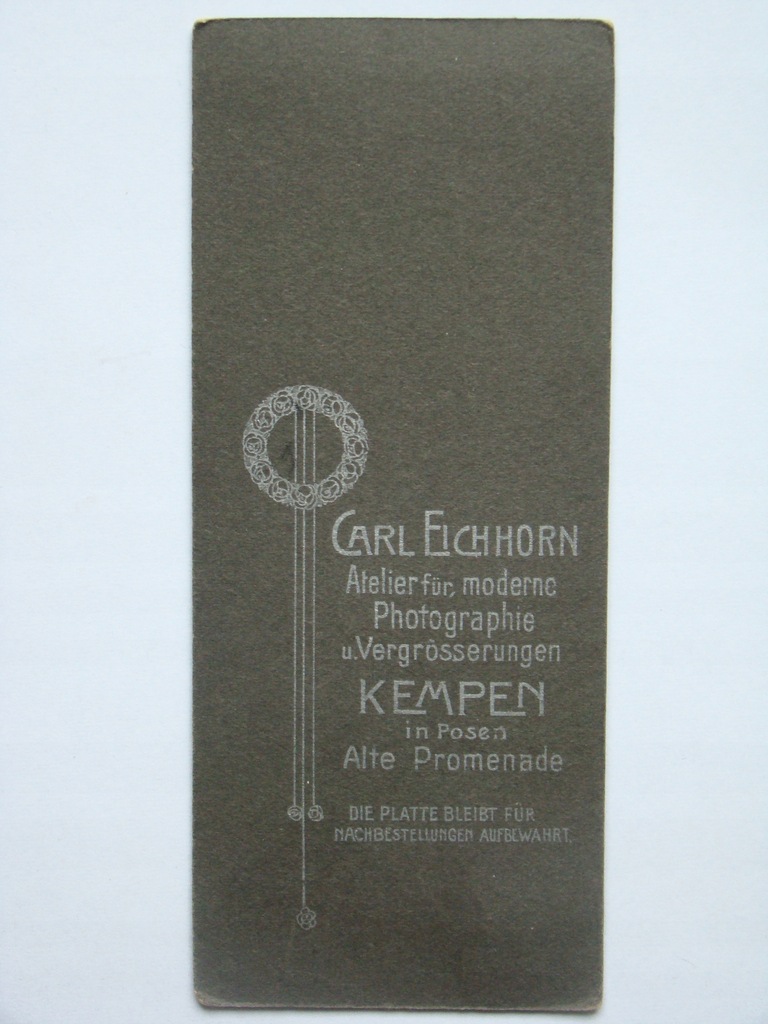 CARL EICHHORN
Atelier für moderne
Photographie
u. Vergrösserungen
KEMPEN
in Posen
Alte Promenade
DIE PLATTE BLEIBT FÜR
NACHBESTELLUNGEN AUFBEWAHRT.